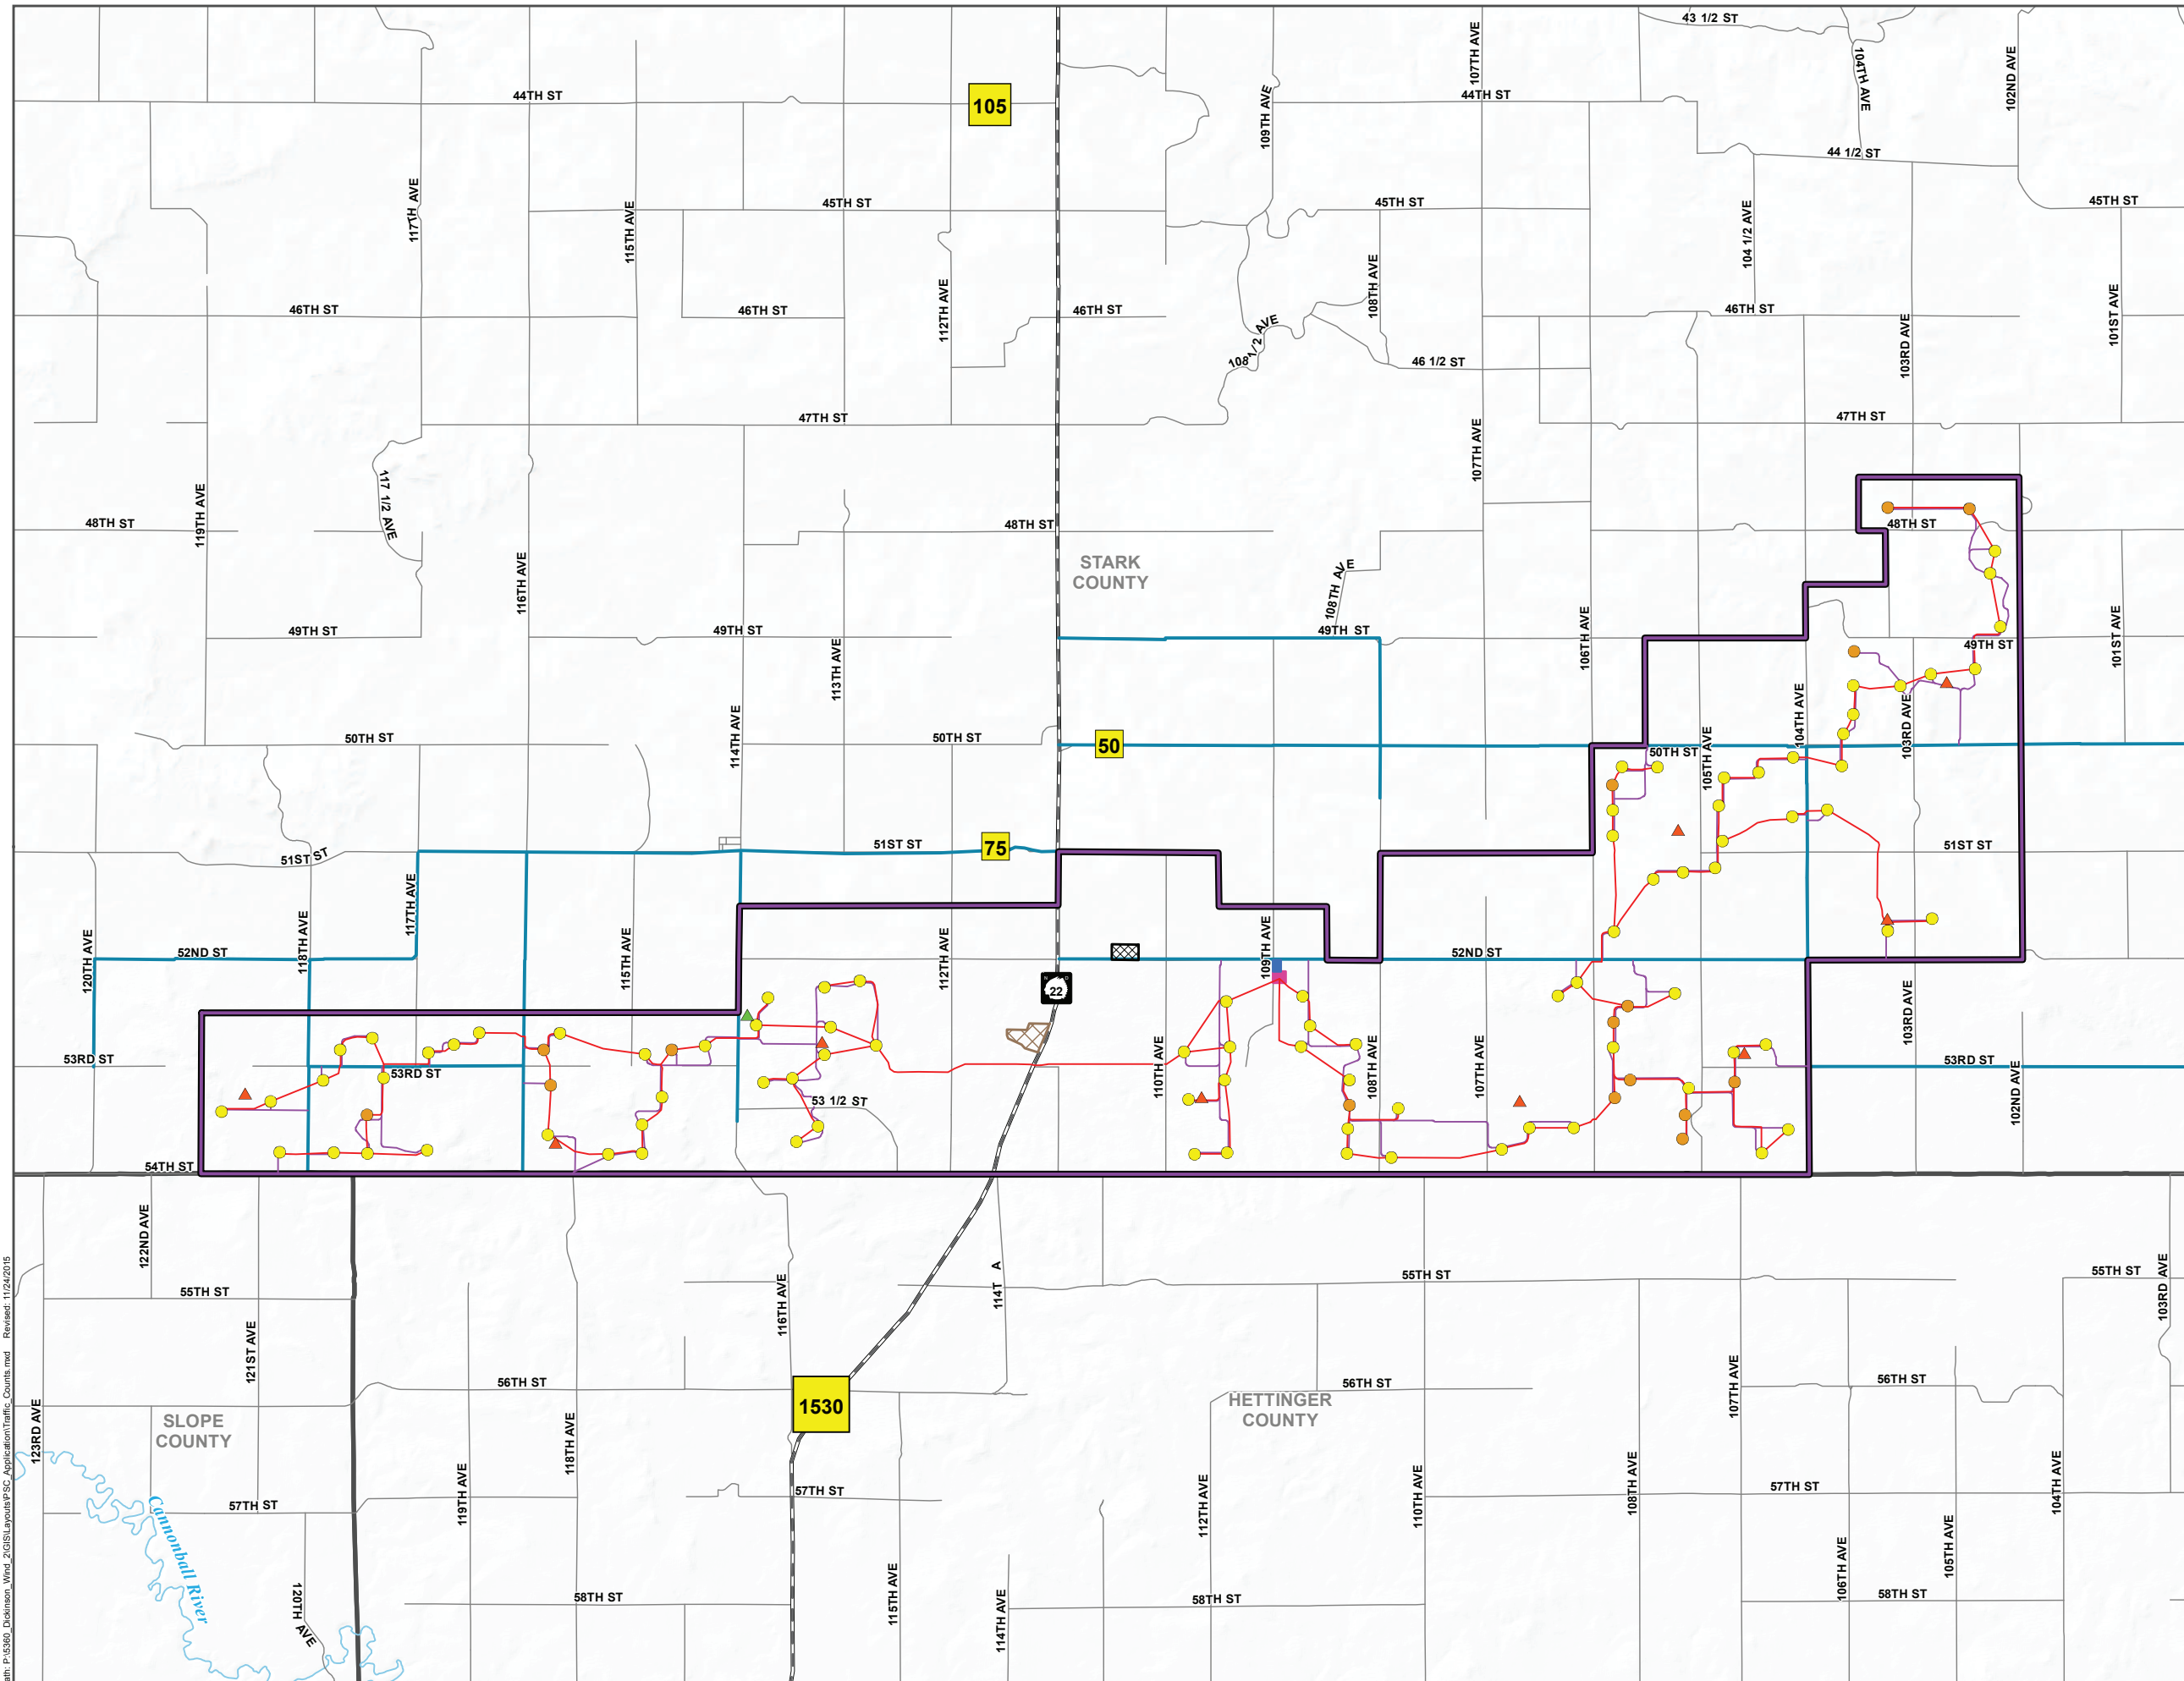 43 1/2 ST
107TH AVE
104TH AVE
102ND AVE
44TH ST
105
109TH AVE
44TH ST
44 1/2 ST
117TH AVE
115TH AVE
45TH ST
45TH ST
104 1/2 AVE
45TH ST
46TH ST
46TH ST
112TH AVE
46TH ST
108TH AVE
108 1/2 AVE
46 1/2 ST
46TH ST
103RD AVE
101ST AVE
47TH ST
107TH AVE
47TH ST
48TH ST
119TH AVE
117 1/2 AVE
48TH ST
48TH ST
STARK
COUNTY
116TH AVE
108TH AVE
106TH AVE
101ST AVE
49TH ST
49TH ST
113TH AVE
49TH ST
49TH ST
50TH ST
114TH AVE
50TH ST
50
50TH ST
105TH AVE
104TH AVE
103RD AVE
51ST ST
51ST ST
75
51ST ST
117TH AVE
120TH AVE
52ND ST
118TH AVE
115TH AVE
112TH AVE
109TH AVE
52ND ST
N D
22
103RD AVE
53RD ST
53RD ST
53 1/2 ST
110TH AVE
108TH AVE
107TH AVE
53RD ST
102ND AVE
54TH ST
122ND AVE
55TH ST
121ST AVE
116TH AVE
114T A
55TH ST
55TH ST
103RD AVE
56TH ST
1530
56TH ST
107TH AVE
56TH ST
HETTINGER
COUNTY
SLOPE
COUNTY
123RD AVE
118TH AVE
119TH AVE
57TH ST
57TH ST
112TH AVE
110TH AVE
108TH AVE
57TH ST
104TH AVE
Cannonball River
120TH AVE
58TH ST
115TH AVE
114TH AVE
58TH ST
106TH AVE
105TH AVE
58TH ST
ath: P:\5360_Dickinson_Wind_2\GIS\Layouts\PSC_Application\Traffic_Counts.mxd Revised: 11/24/2015